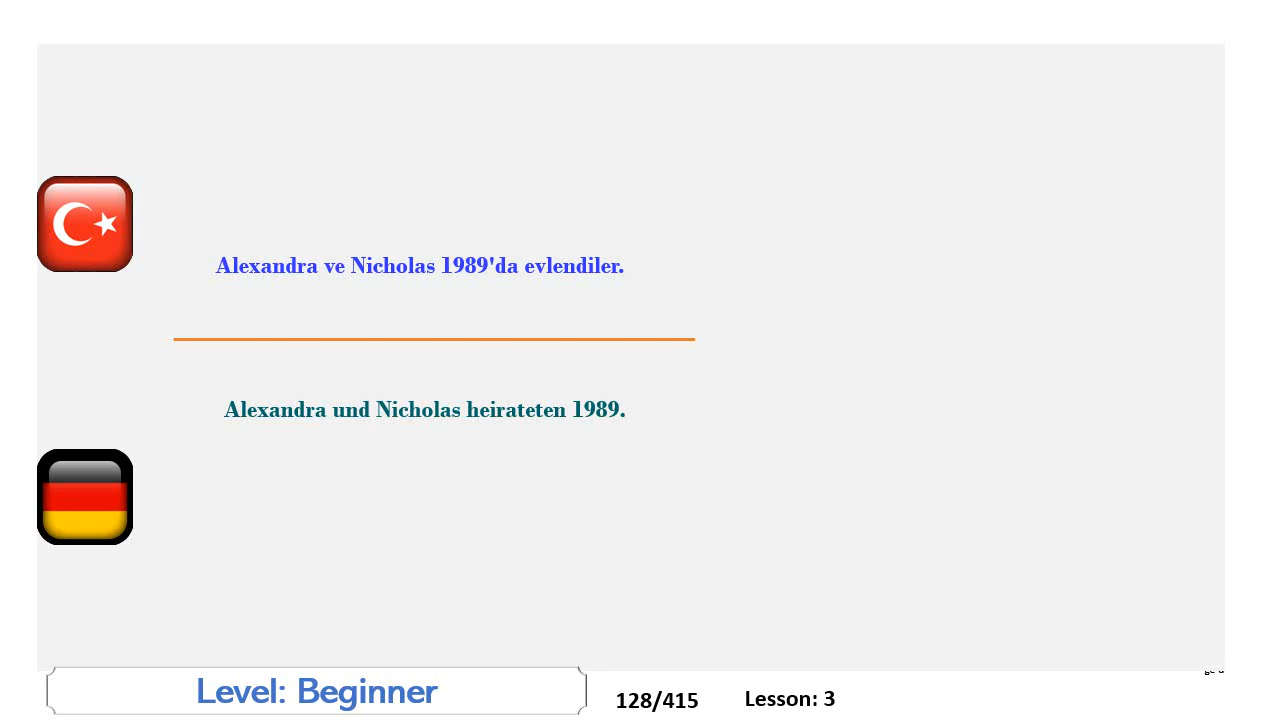 Alexandra ve Nicholas 1989'da evlendiler.
Alexandra und Nicholas heirateten 1989.
Level: Beginner
128/415
Lesson: 3